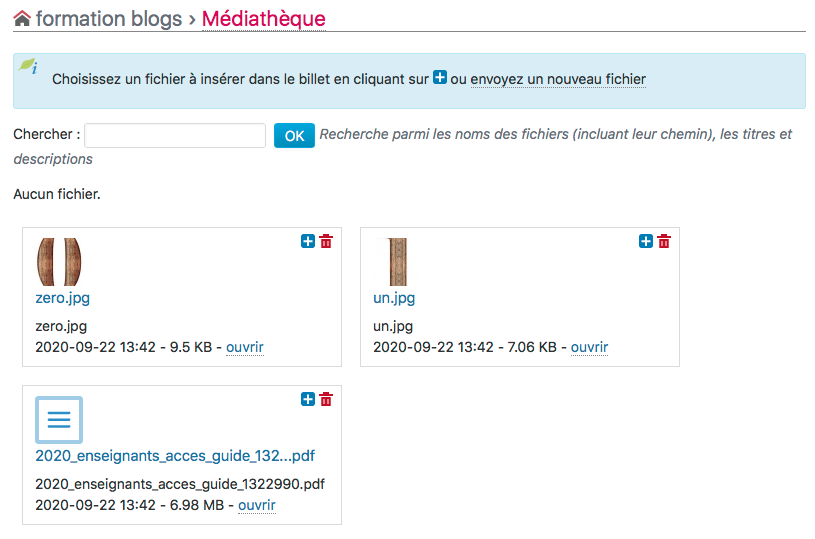 formation blogs › Médiathèque
Choisissez un fichier à insérer dans le billet en cliquant sur ou envoyez un nouveau fichier
Chercher : OK Recherche parmi les noms des fichiers (incluant leur chemin), les titres et
descriptions
Aucun fichier.
zero.jpg
zero.jpg
2020-09-22 13:42 - 9.5 KB - ouvrir
un.jpg
un.jpg
2020-09-22 13:42 - 7.06 KB - ouvrir
2020_enseignants_acces_guide_132...pdf
2020_enseignants_acces_guide_1322990.pdf
2020-09-22 13:42 - 6.98 MB - ouvrir